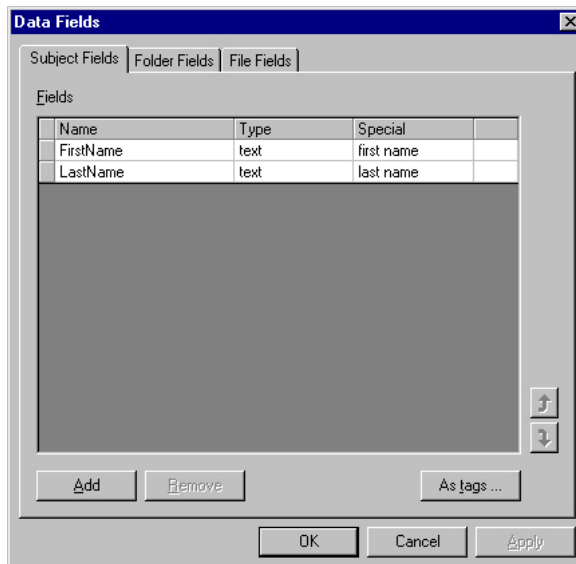 Data Fields
Subject Fields Folder Fields File Fields
Fields
Name Type Special
FirstName text first name
LastName text last name
Add Remove As tags ...
OK Cancel Apply